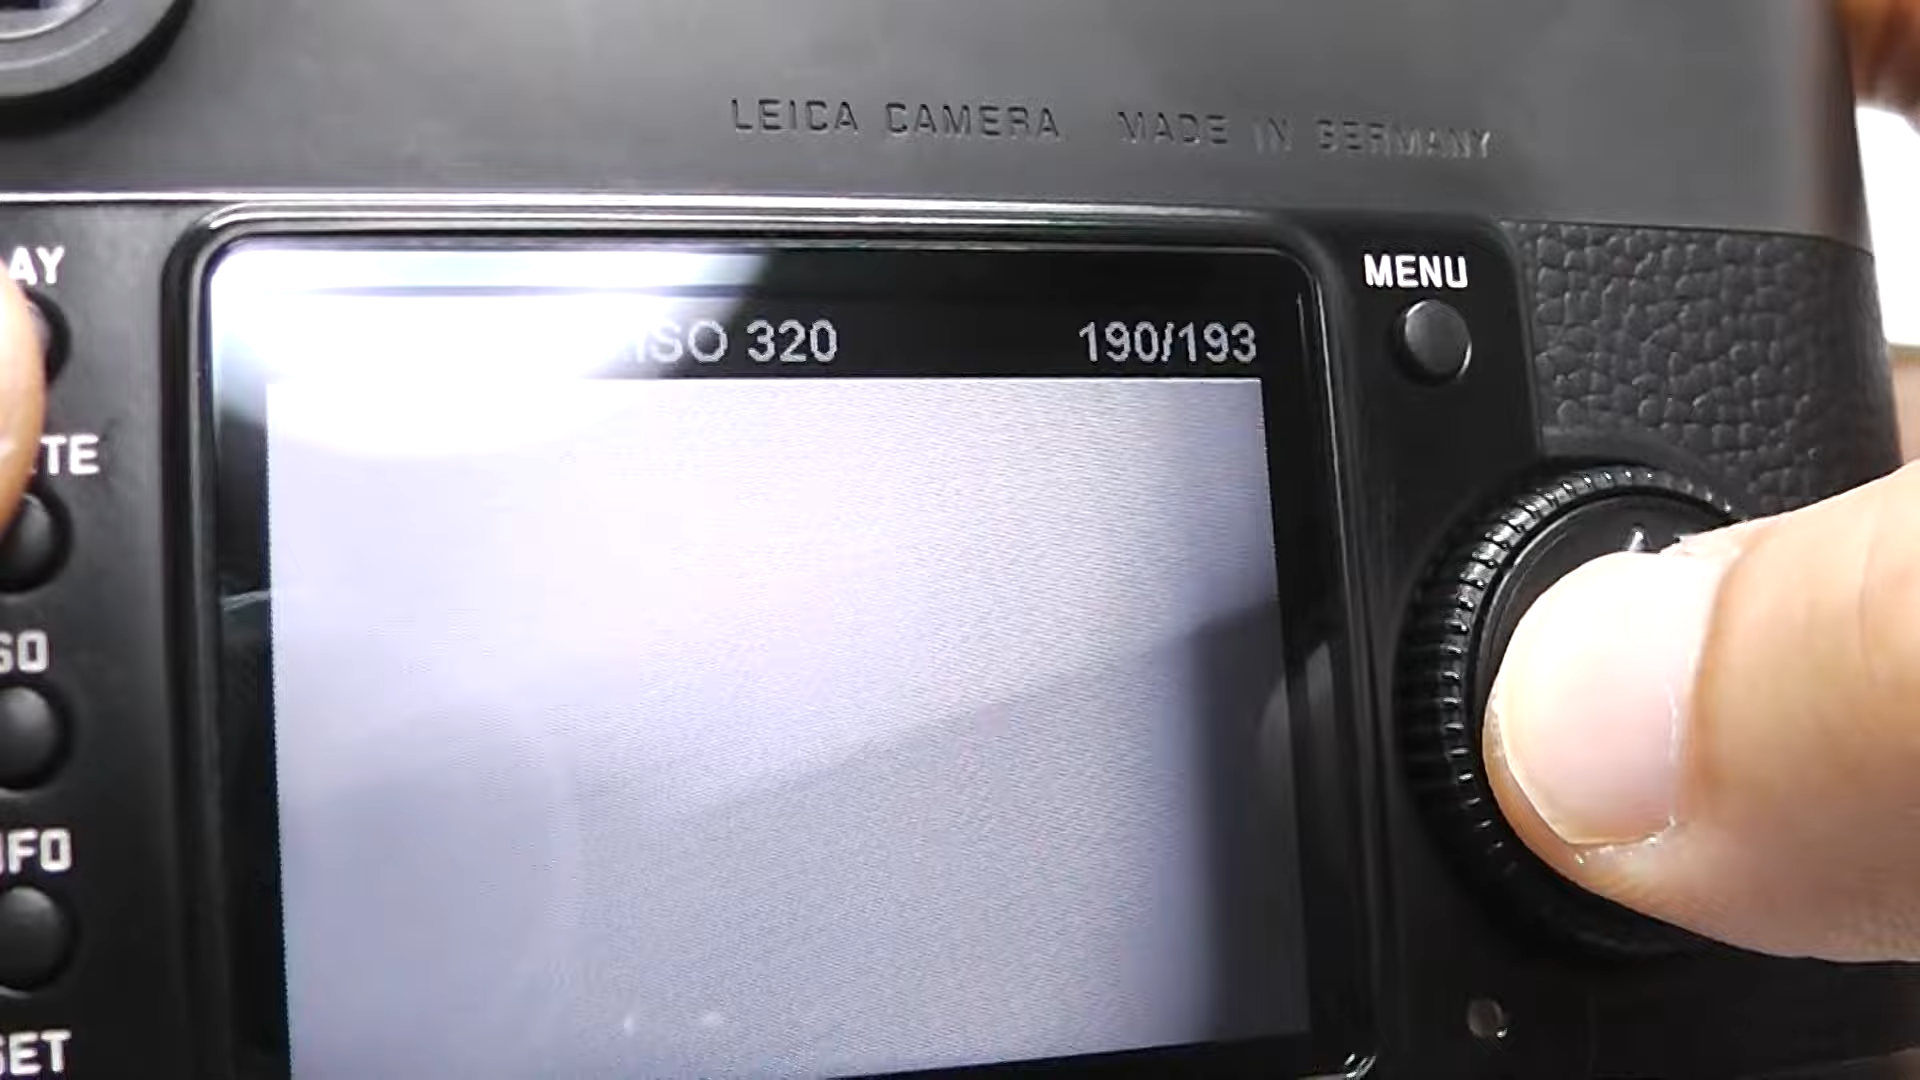 LEICA CAMERA MADE IN GERMANY
AY
MENU
ISO 320 190/193
TE
SO
FO
SET